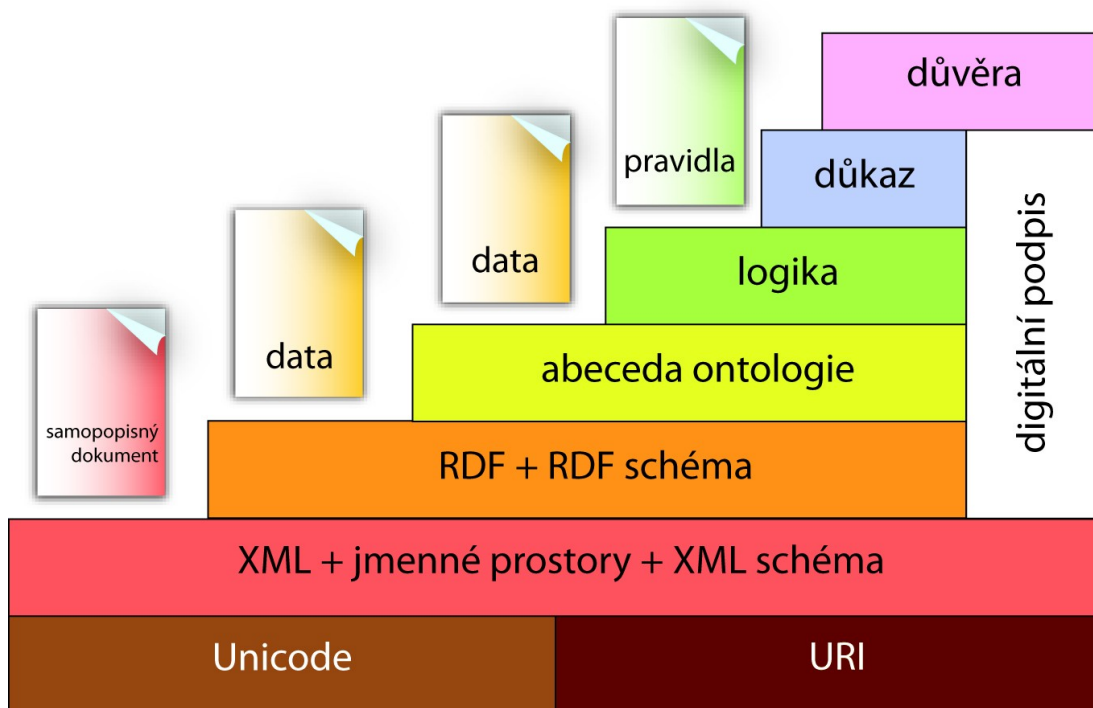 důvěra
pravidla
důkaz
data
logika
digitální podpis
data
abeceda ontologie
samopopisný
dokument
RDF + RDF schéma
XML + jmenné prostory + XML schéma
Unicode
URI